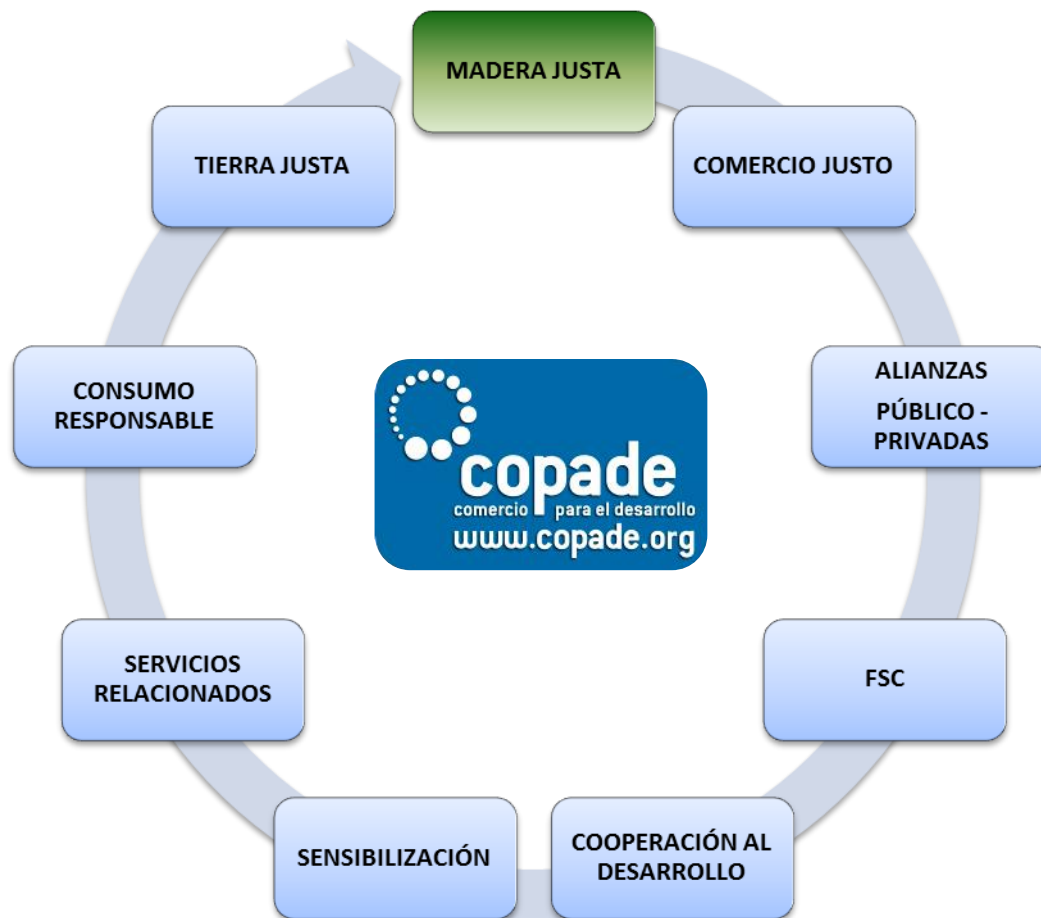 MADERA JUSTA
COMERCIO JUSTO
ALIANZAS
PÚBLICO -
PRIVADAS
FSC
COOPERACIÓN AL
DESARROLLO
SENSIBILIZACIÓN
SERVICIOS
RELACIONADOS
CONSUMO
RESPONSABLE
TIERRA JUSTA
copade
comercio para el desarrollo
www.copade.org